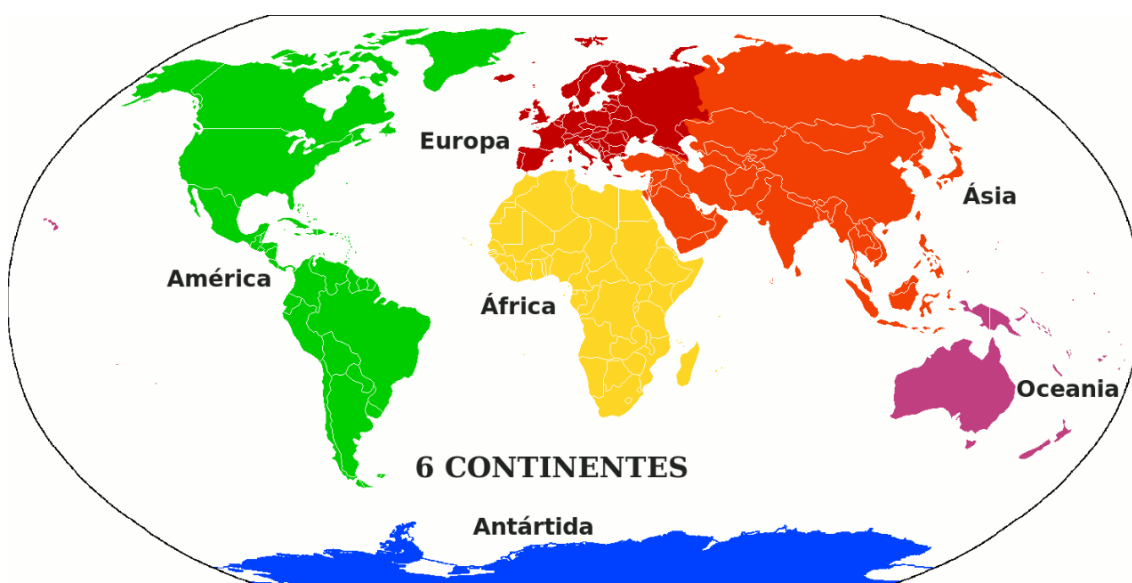 Europa
Ásia
América
África
Oceania
6 CONTINENTES
Antártida